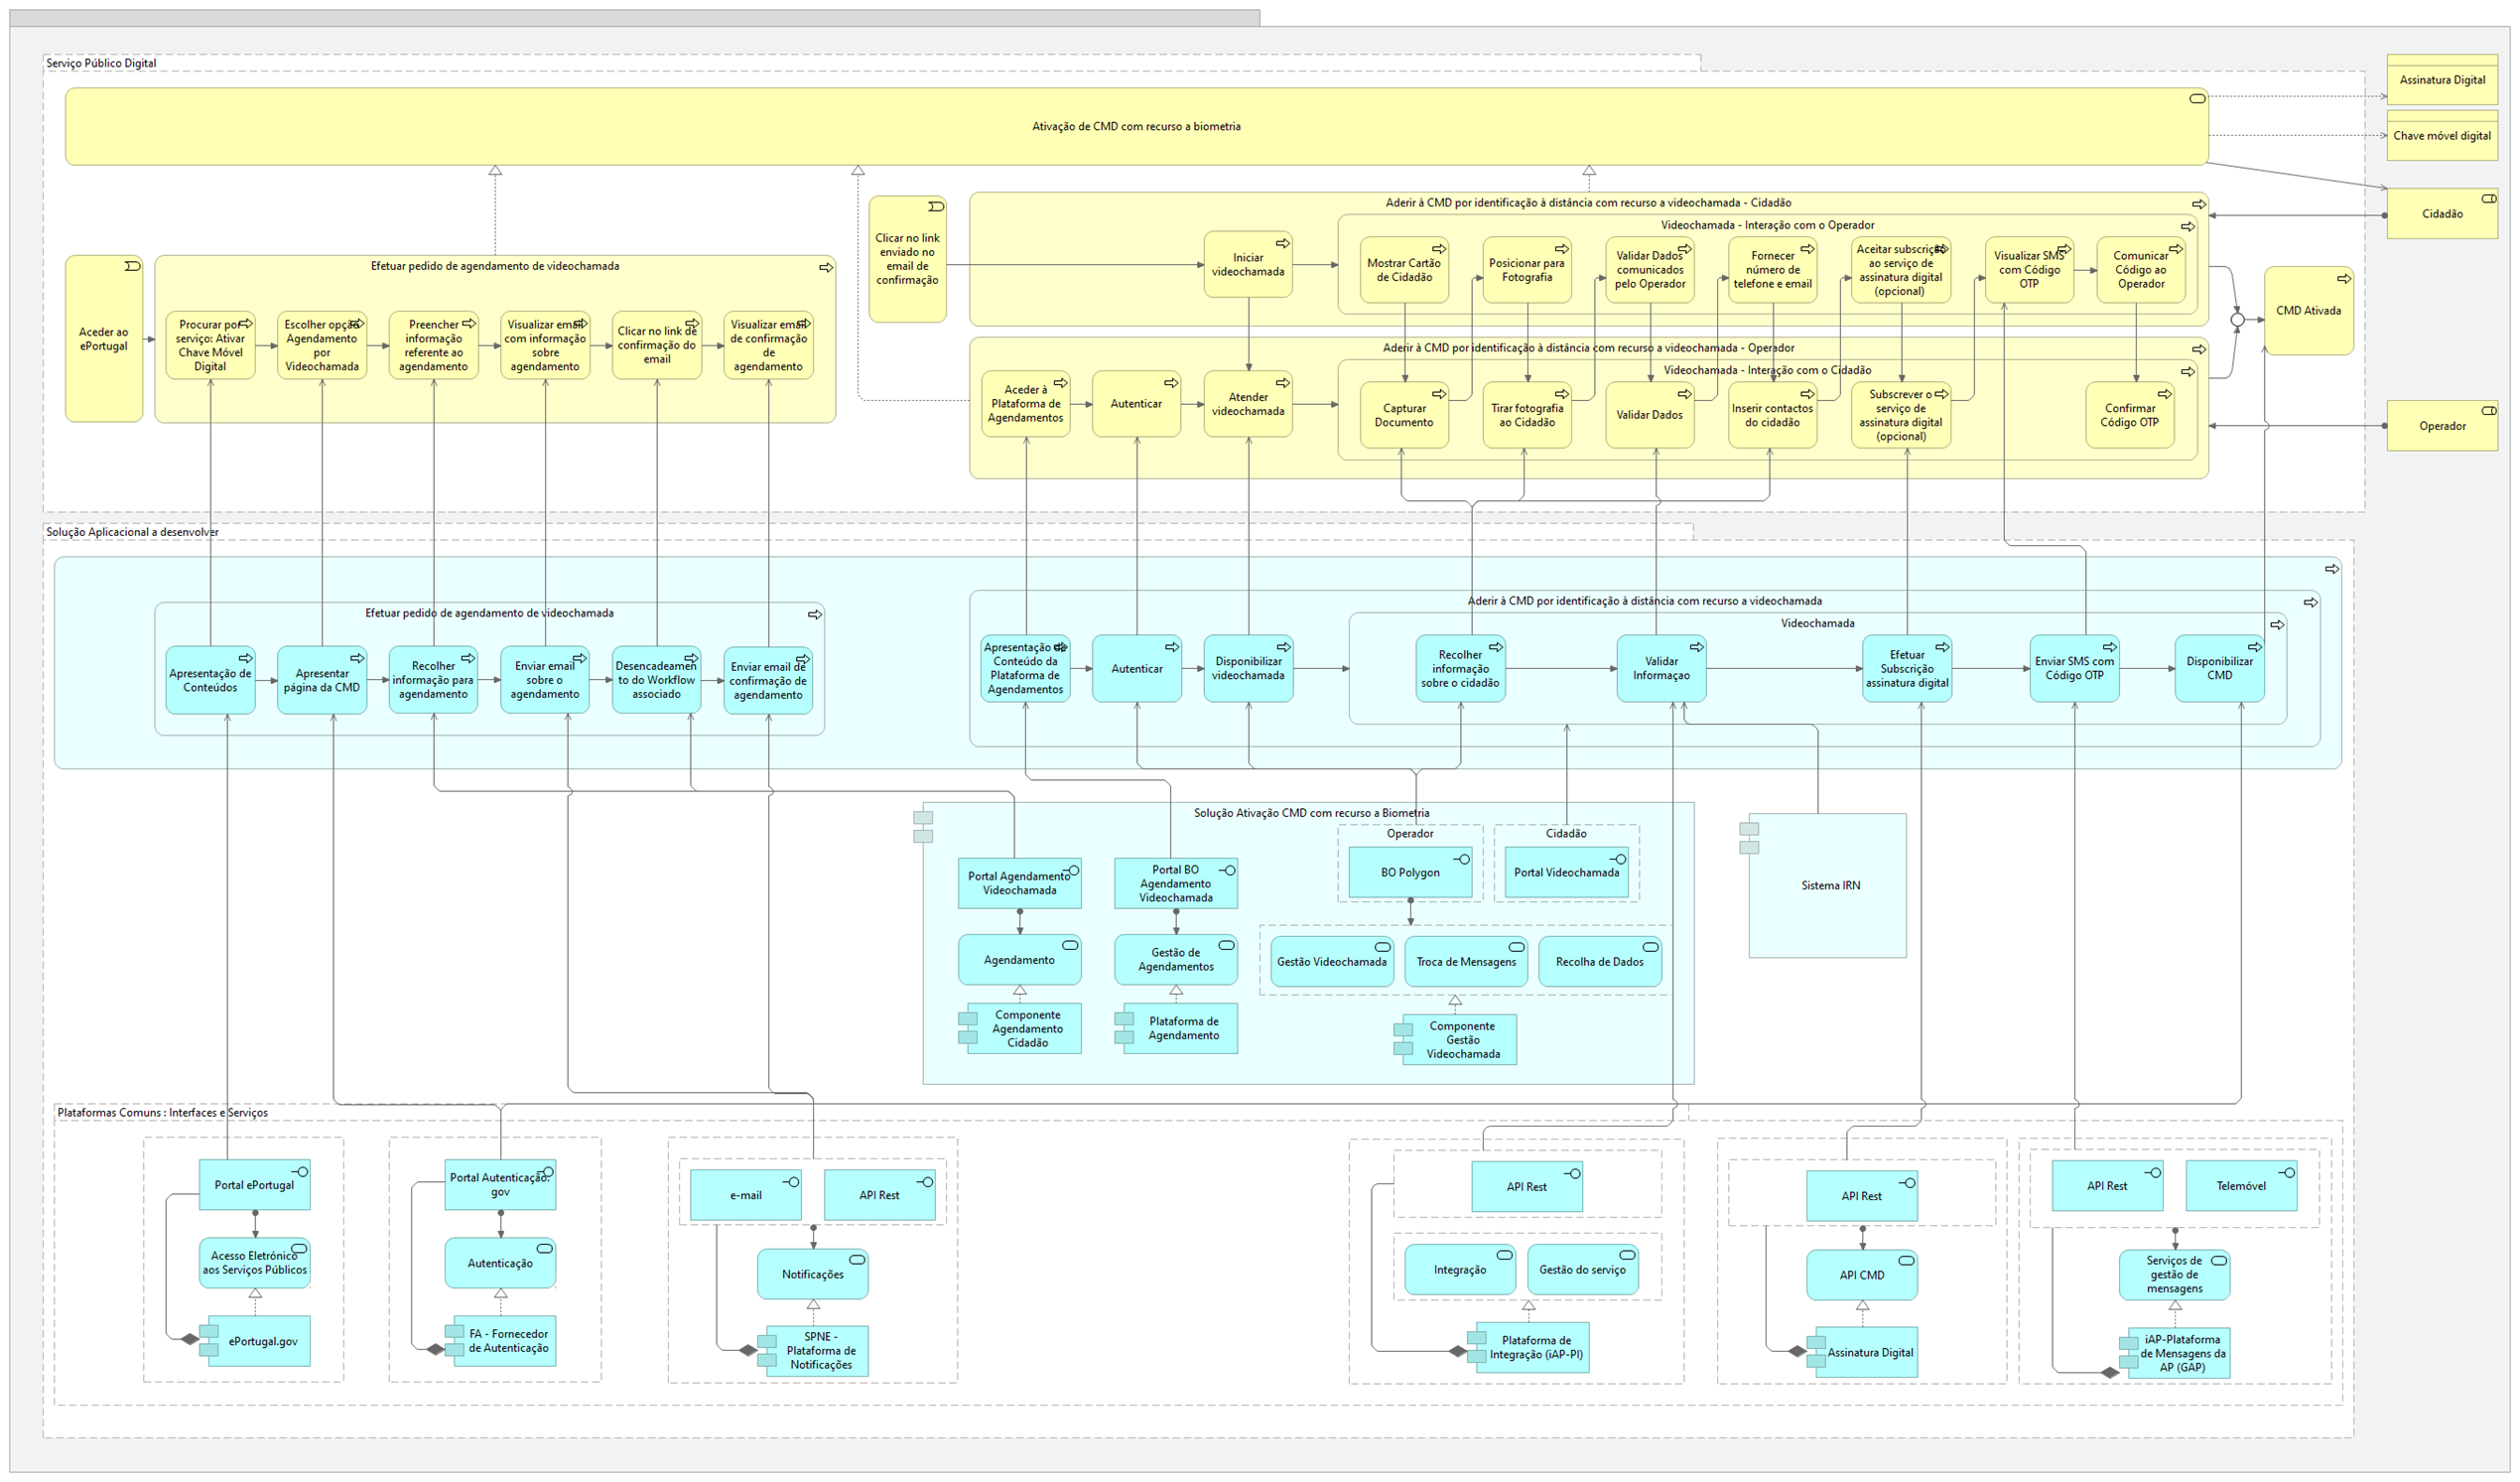 Serviço Público Digital
Assinatura Digital
Ativação de CMD com recurso a biometria
Chave móvel digital
Cidadão
Clicar no link
enviado no
email de
confirmação
Aderir à CMD por identificação à distância com recurso a videochamada - Cidadão
Videochamada - Interação com o Operador
Iniciar
videochamada
Mostrar Cartão
de Cidadão
Posicionar para
Fotografia
Validar Dados
comunicados
pelo Operador
Fornecer
número de
telefone e email
Aceitar subscrição
ao serviço de
assinatura digital
(opcional)
Visualizar SMS
com Código
OTP
Comunicar
Código ao
Operador
CMD Ativada
Aceder ao
ePortugal
Efetuar pedido de agendamento de videochamada
Procurar por
serviço: Ativar
Chave Móvel
Digital
Escolher opção
Agendamento
por
Videochamada
Preencher
informação
referente ao
agendamento
Visualizar email
com informação
sobre
agendamento
Clicar no link de
confirmação do
email
Visualizar email
de confirmação
de
agendamento
Aderir à CMD por identificação à distância com recurso a videochamada - Operador
Videochamada - Interação com o Cidadão
Aceder à
Plataforma de
Agendamentos
Autenticar
Atender
videochamada
Capturar
Documento
Tirar fotografia
ao Cidadão
Validar Dados
Inserir contactos
do cidadão
Subscrever o
serviço de
assinatura digital
(opcional)
Confirmar
Código OTP
Operador
Solução Aplicacional a desenvolver
Efetuar pedido de agendamento de videochamada
Apresentação de
Conteúdos
Apresentar
página da CMD
Recolher
informação para
agendamento
Enviar email
sobre o
agendamento
Desencadeamen
to do Workflow
associado
Enviar email de
confirmação de
agendamento
Aderir à CMD por identificação à distância com recurso a videochamada
Videochamada
Apresentação de
Conteúdo da
Plataforma de
Agendamentos
Autenticar
Disponibilizar
videochamada
Recolher
informação
sobre o cidadão
Validar
Informaçao
Efetuar
Subscrição
assinatura digital
Enviar SMS com
Código OTP
Disponibilizar
CMD
Solução Ativação CMD com recurso a Biometria
Operador
Cidadão
Portal Agendamento
Videochamada
Portal BO
Agendamento
Videochamada
BO Polygon
Portal Videochamada
Sistema IRN
Agendamento
Gestão de
Agendamentos
Gestão Videochamada
Troca de Mensagens
Recolha de Dados
Componente
Agendamento
Cidadão
Plataforma de
Agendamento
Componente
Gestão
Videochamada
Plataformas Comuns : Interfaces e Serviços
Portal ePortugal
Acesso Eletrónico
aos Serviços Públicos
ePortugal.gov
Portal Autenticação.
gov
Autenticação
FA - Fornecedor
de Autenticação
e-mail
API Rest
Notificações
SPNE -
Plataforma de
Notificações
API Rest
Integração
Gestão do serviço
Plataforma de
Integração (iAP-PI)
API Rest
API CMD
Assinatura Digital
API Rest
Telemóvel
Serviços de
gestão de
mensagens
iAP-Plataforma
de Mensagens da
AP (GAP)